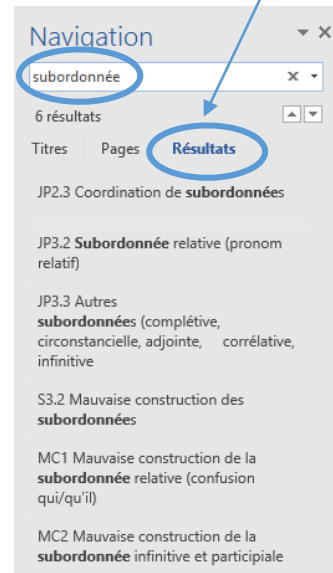 Navigation
subordonnée
6 résultats
Titres Pages Résultats
JP2.3 Coordination de subordonnées
JP3.2 Subordonnée relative (pronom
relatif)
JP3.3 Autres
subordonnées (complétive,
circonstancielle, adjointe, corrélative,
infinitive
S3.2 Mauvaise construction des
subordonnées
MC1 Mauvaise construction de la
subordonnée relative (confusion
qui/qu'il)
MC2 Mauvaise construction de la
subordonnée infinitive et participiale